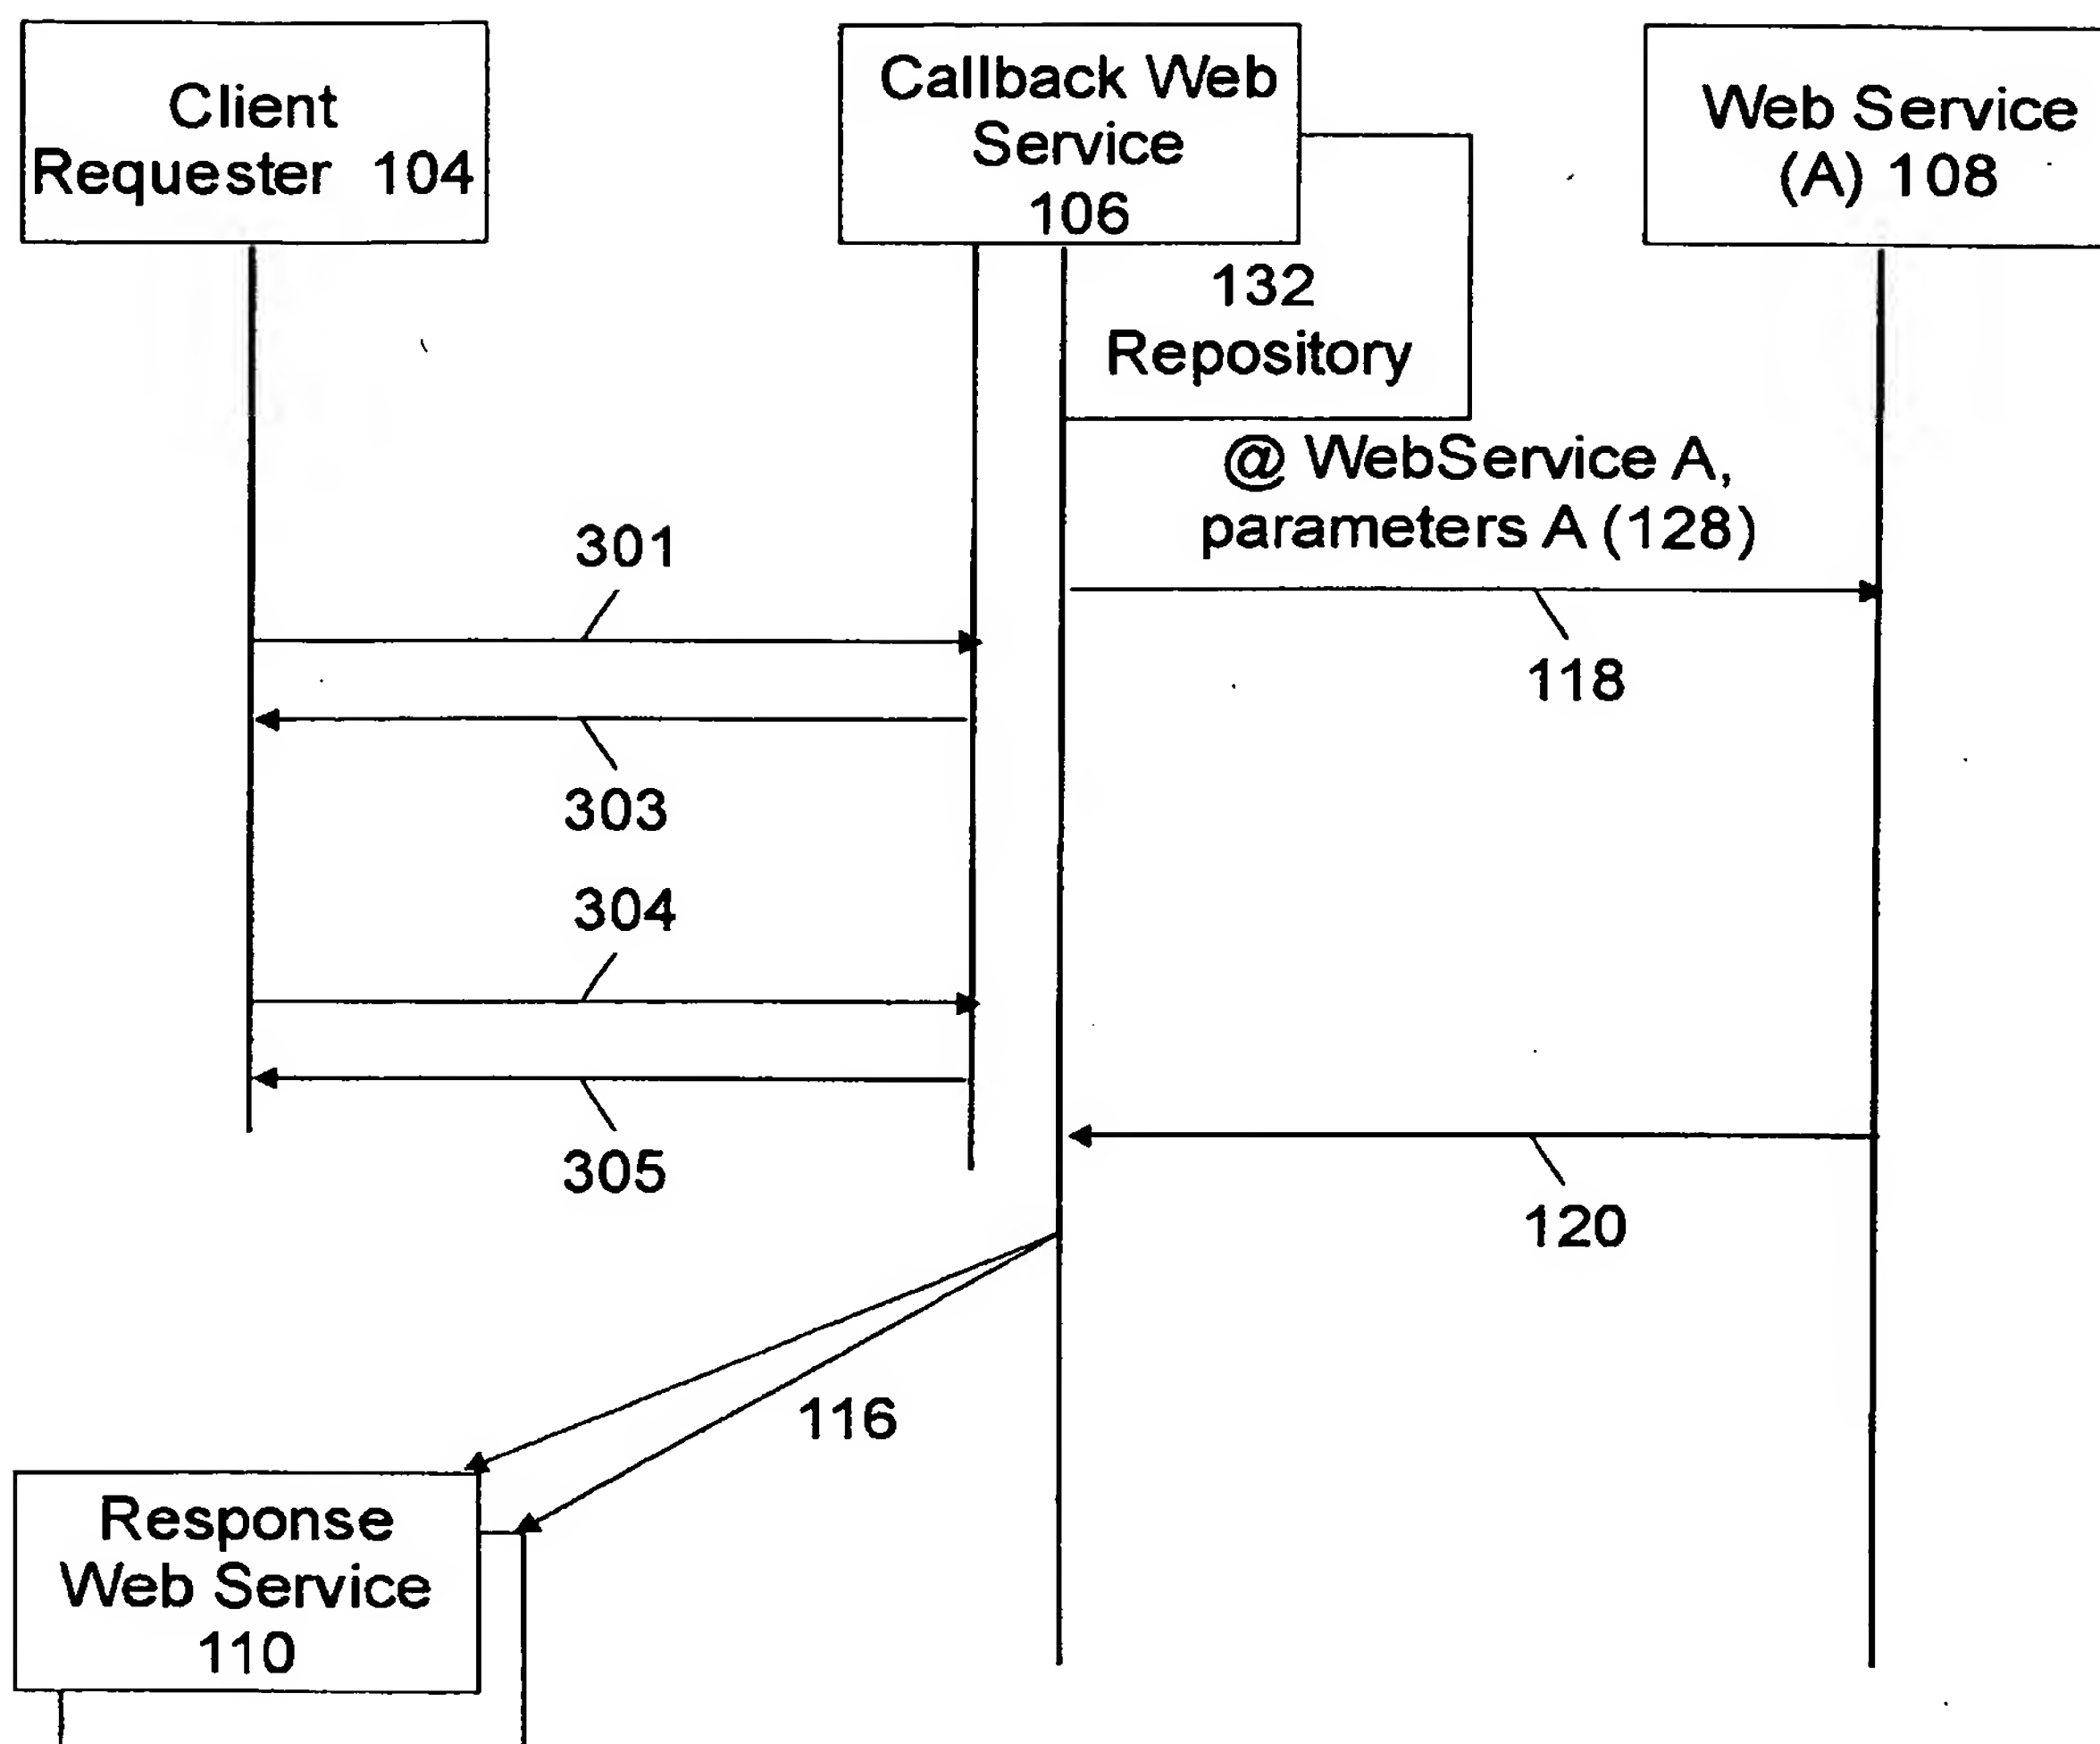 Client
Requester 104
Callback Web
Service
106
Web Service
(A) 108
132
Repository
@ WebService A,
parameters A (128)
301
118
303
304
305
120
116
Response
Web Service
110